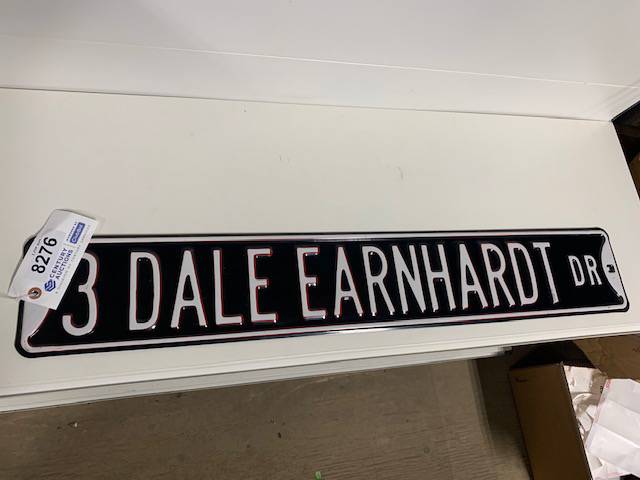 8276
CENTURY
AUCTIONS
3 DALE EARNHARDT DR